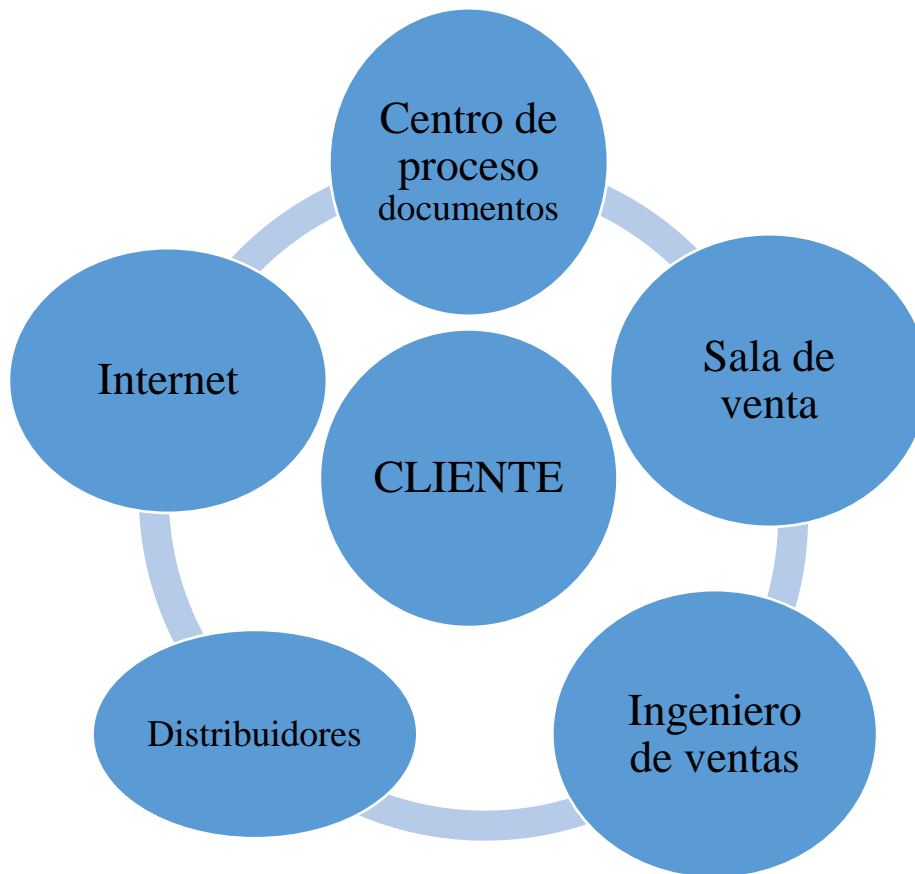 Centro de
proceso
documentos
Sala de
venta
Internet
CLIENTE
Ingeniero
de ventas
Distribuidores